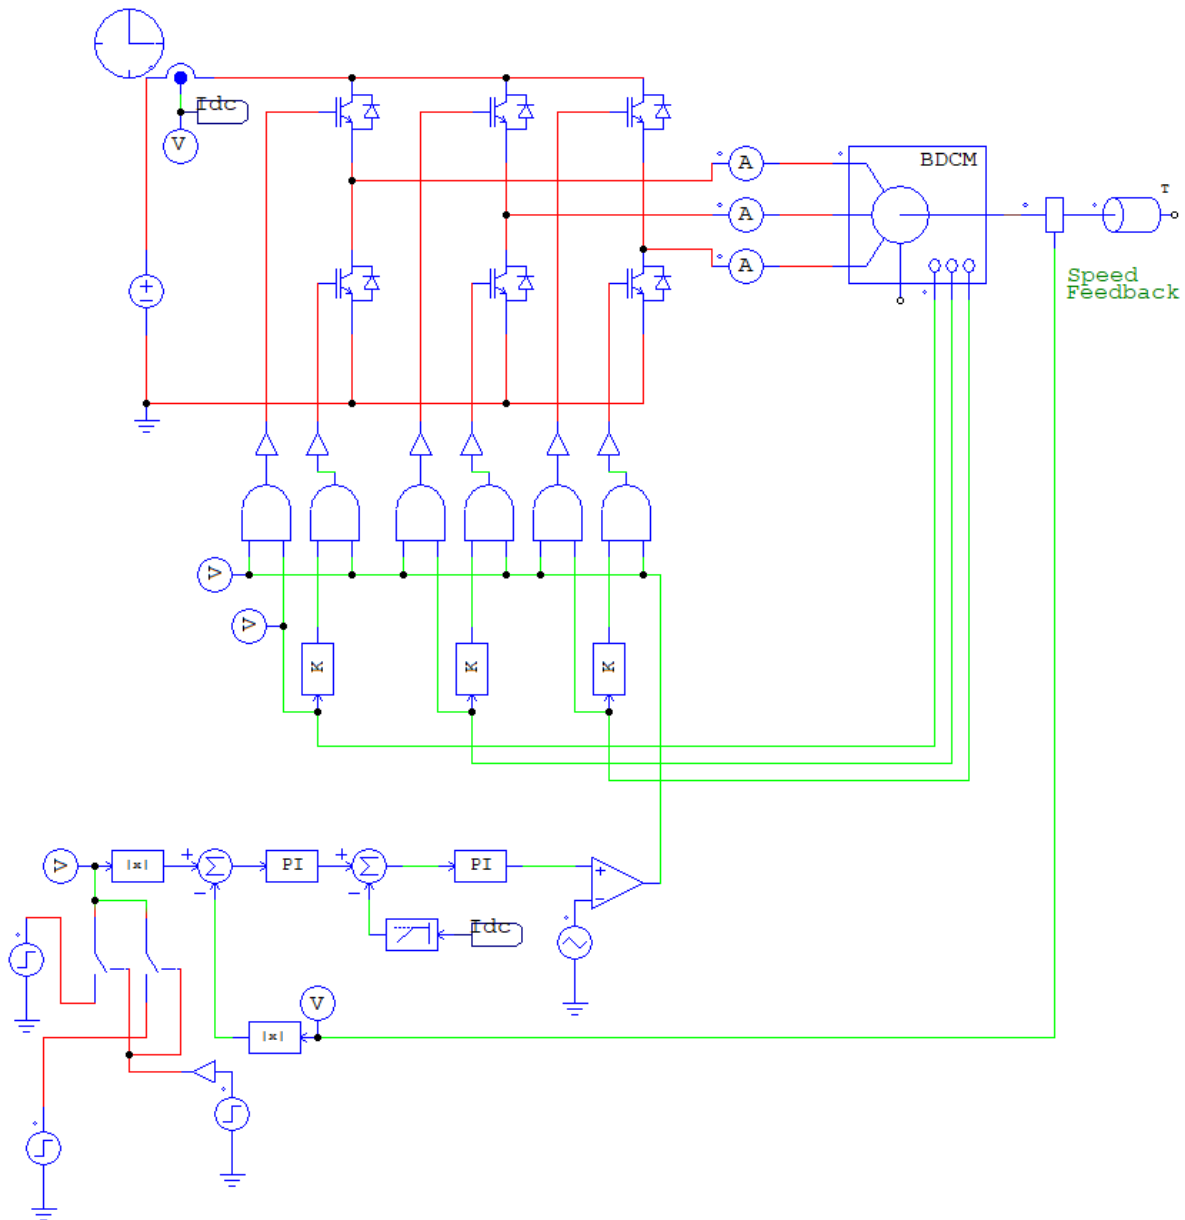 Idc
V
BDCM
A
T
A
A
Speed
Feedback
V
V
K
K
K
V
|x|
+
Σ
−
PI
+
Σ
−
PI
+
−
Idc
V
|x|